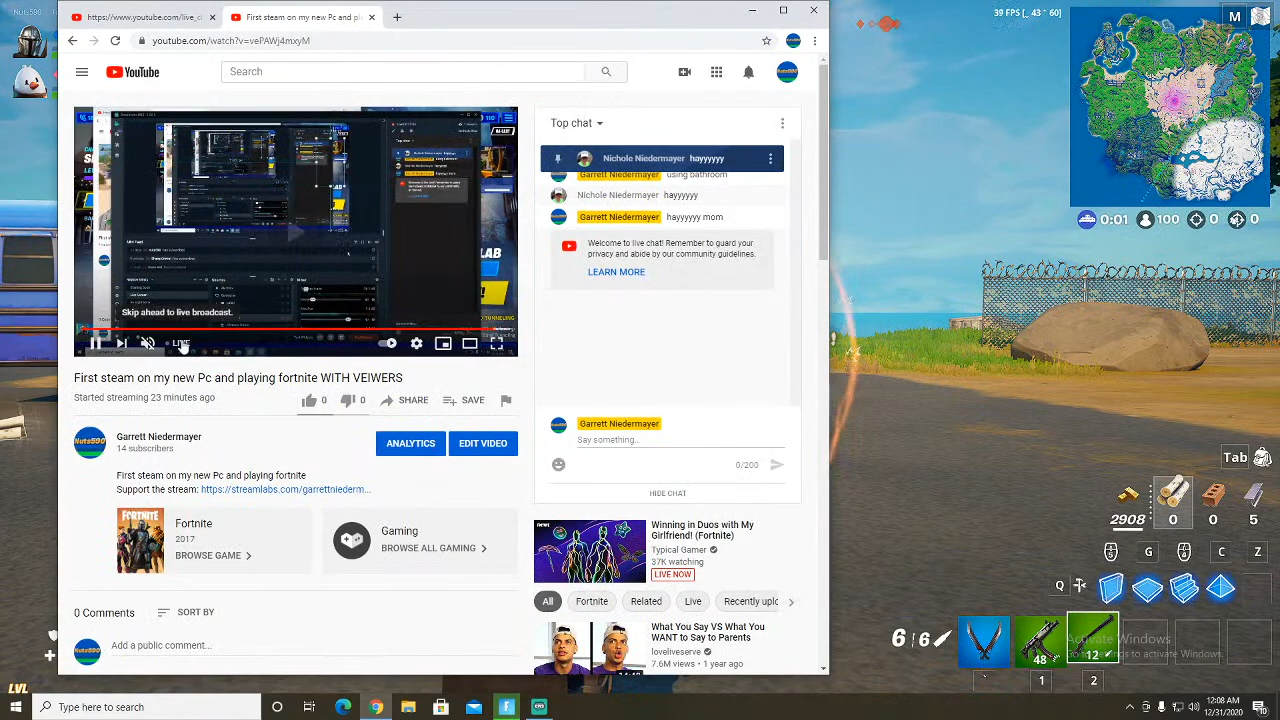 https://www.youtube.com/live_c
First steam on my new Pc and pl
youtube.com/watch?v=vePAWj4mxyM
YouTube
Search
Top chat
Nichole Niedermayer hayyyyyy
Garrett Niedermayer using bathroom
Nichole Niedermayer hayyyyyy
Garrett Niedermayer hayyyyyy mom
Welcome to live chat! Remember to guard your
privacy and abide by our community guidelines.
LEARN MORE
Skip ahead to live broadcast.
LIVE
First steam on my new Pc and playing fortnite WITH VEIWERS
Started streaming 23 minutes ago
0
0
SHARE
SAVE
Garrett Niedermayer
14 subscribers
ANALYTICS
EDIT VIDEO
First steam on my new Pc and playing fortnite
Support the stream: https://streamlabs.com/garrettniederm...
FORTNITE
Fortnite
2017
BROWSE GAME
Gaming
BROWSE ALL GAMING
0 Comments
SORT BY
Add a public comment...
Garrett Niedermayer
Say something...
0/200
HIDE CHAT
Winning in Duos with My
Girlfriend! (Fortnite)
Typical Gamer
37K watching
LIVE NOW
All
Fortnite
Related
Live
Recently uplo
What You Say VS What You
WANT to Say to Parents
loveliveserve
7.6M views • 1 year ago
39 FPS [ 43 ^ 60]
M
0:01
100
0
0
Tab
2908
0
5
G
C
Z
Q
6
6
48
12
1
2
Activate Windows
LVL
Type here to search
12:08 AM
12/31/2020